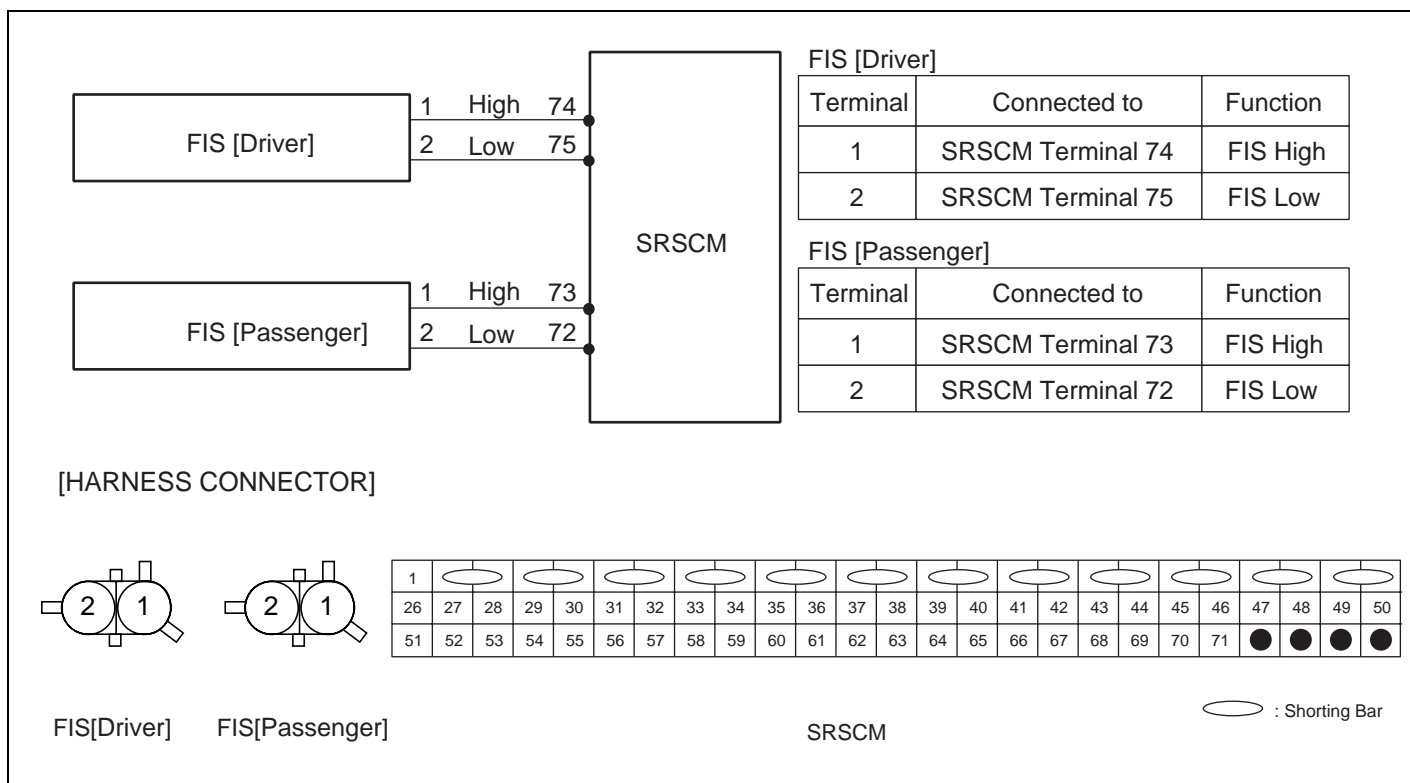 FIS [Driver]
1 High 74
2 Low 75
FIS [Passenger]
1 High 73
2 Low 72
SRSCM
FIS [Driver]
Terminal Connected to Function
1 SRSCM Terminal 74 FIS High
2 SRSCM Terminal 75 FIS Low
FIS [Passenger]
Terminal Connected to Function
1 SRSCM Terminal 73 FIS High
2 SRSCM Terminal 72 FIS Low
[HARNESS CONNECTOR]
2 1
2 1
1
26 27 28 29 30 31 32 33 34 35 36 37 38 39 40 41 42 43 44 45 46 47 48 49 50
51 52 53 54 55 56 57 58 59 60 61 62 63 64 65 66 67 68 69 70 71
: Shorting Bar
FIS[Driver]
FIS[Passenger]
SRSCM